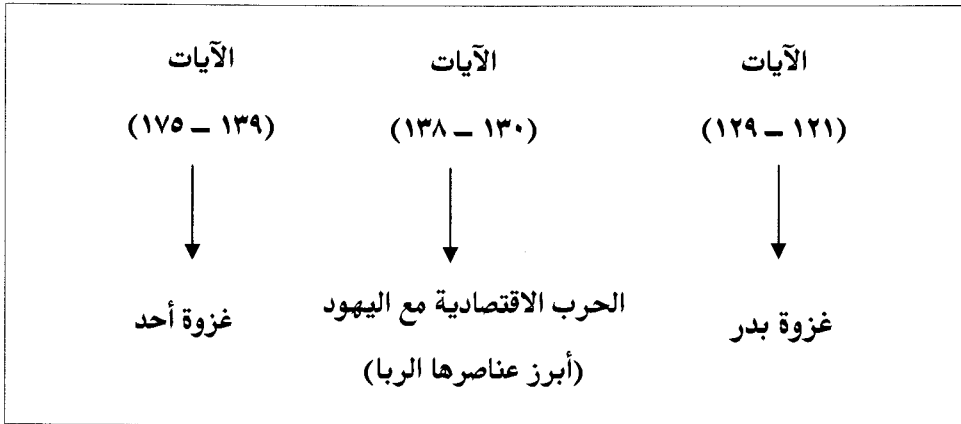 الآيات الآيات الآيات
(١٢١ – ١٢٩) (١٣٠ – ١٣٨) (١٣٩ – ١٧٥)
غزوة بدر الحرب الاقتصادية مع اليهود غزوة أحد
(أبرز عناصرها الربا)